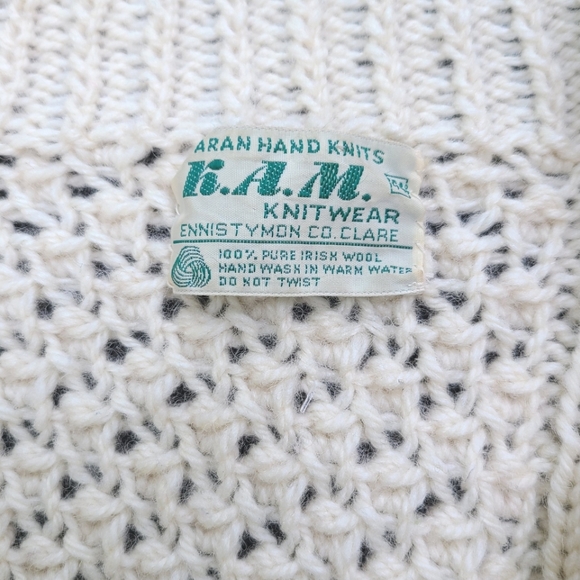 ARAN HAND KNITS
K.A.M.
KNITWEAR
ENNISTYMON CO. CLARE
100% PURE IRISH WOOL
HAND WASH IN WARM WATER
DO NOT TWIST